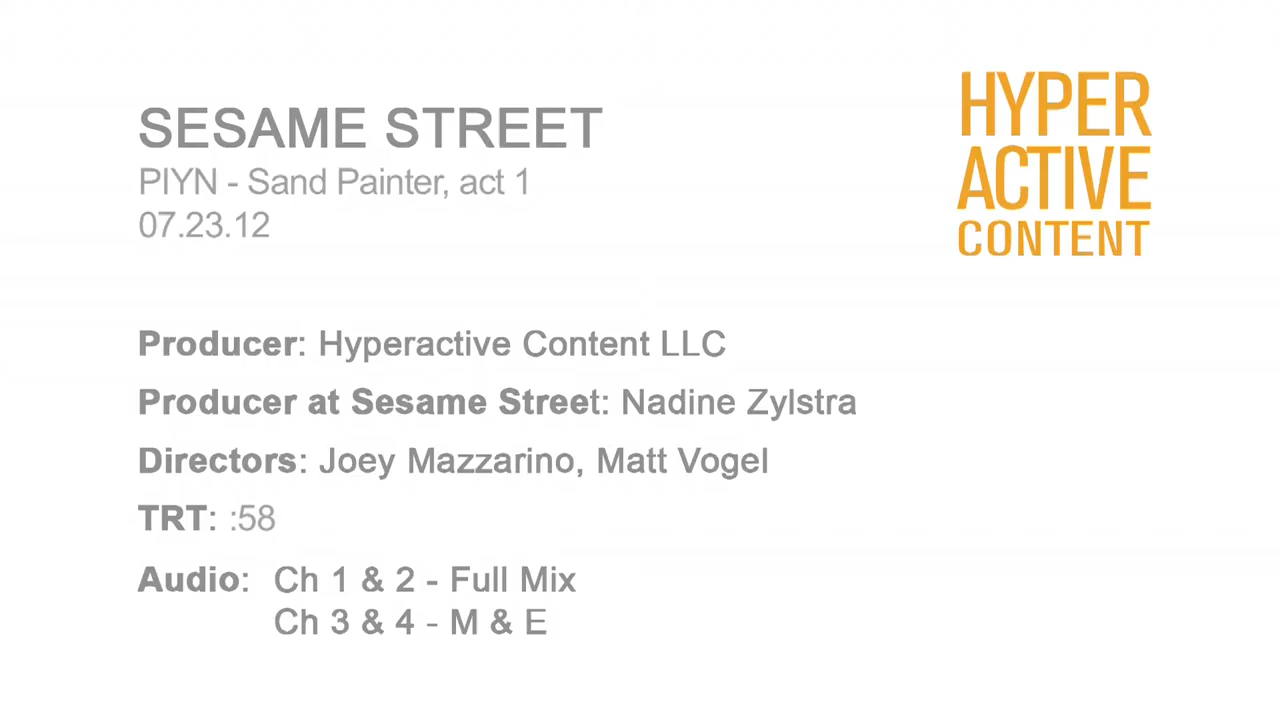 SESAME STREET
PIYN - Sand Painter, act 1
07.23.12
HYPER
ACTIVE
CONTENT
Producer: Hyperactive Content LLC
Producer at Sesame Street: Nadine Zylstra
Directors: Joey Mazzarino, Matt Vogel
TRT: :58
Audio: Ch 1 & 2 - Full Mix
Ch 3 & 4 - M & E